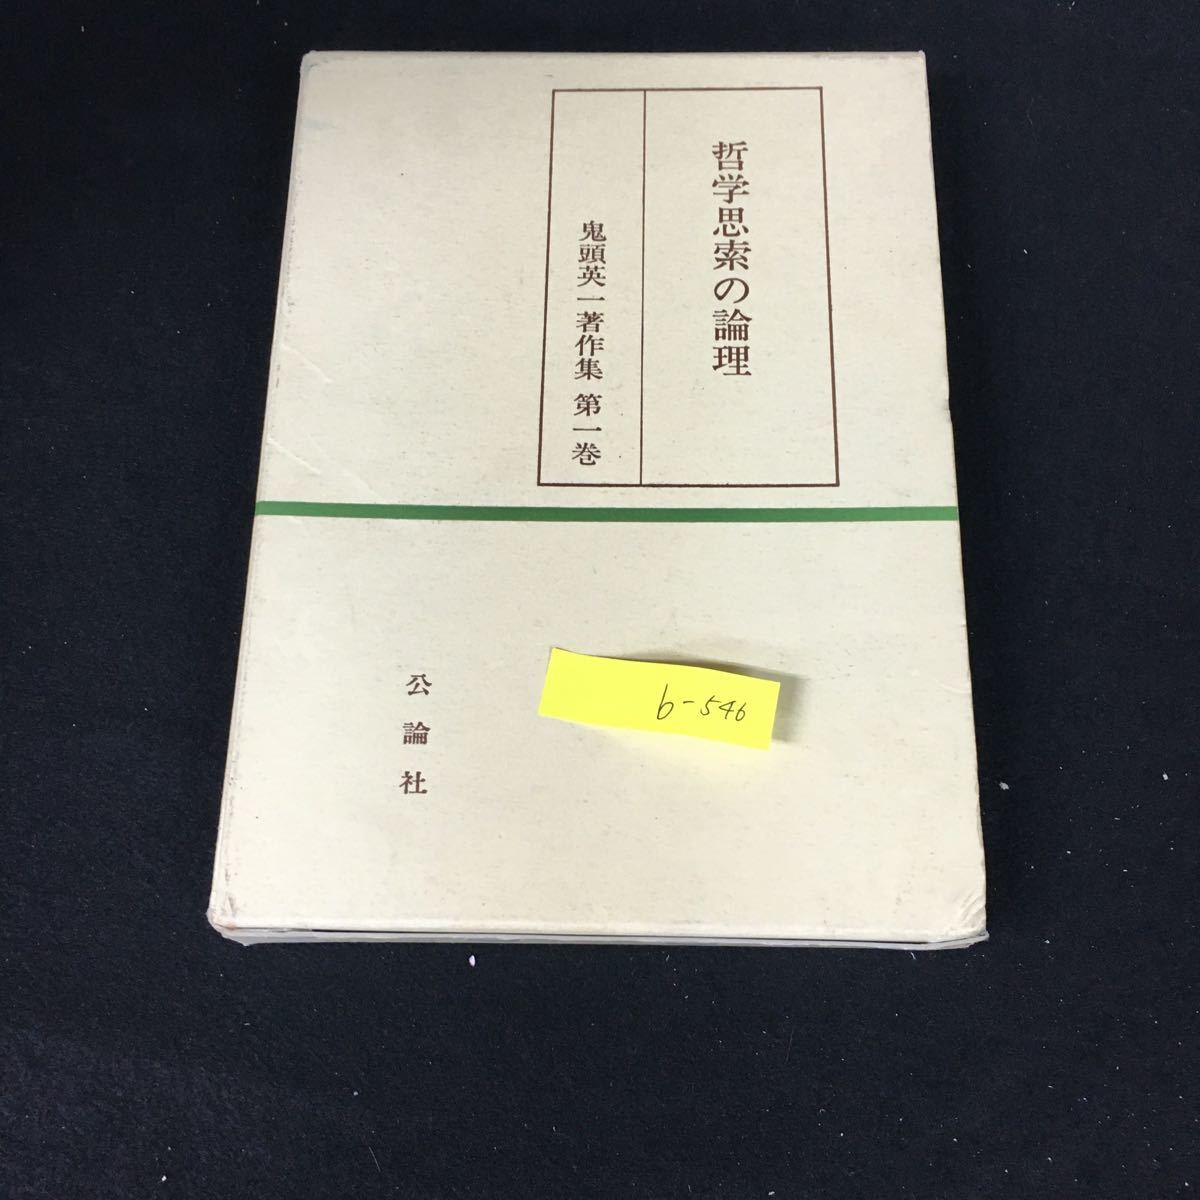 哲学思索の論理
鬼頭英一著作集 第一巻
公論社
b-546